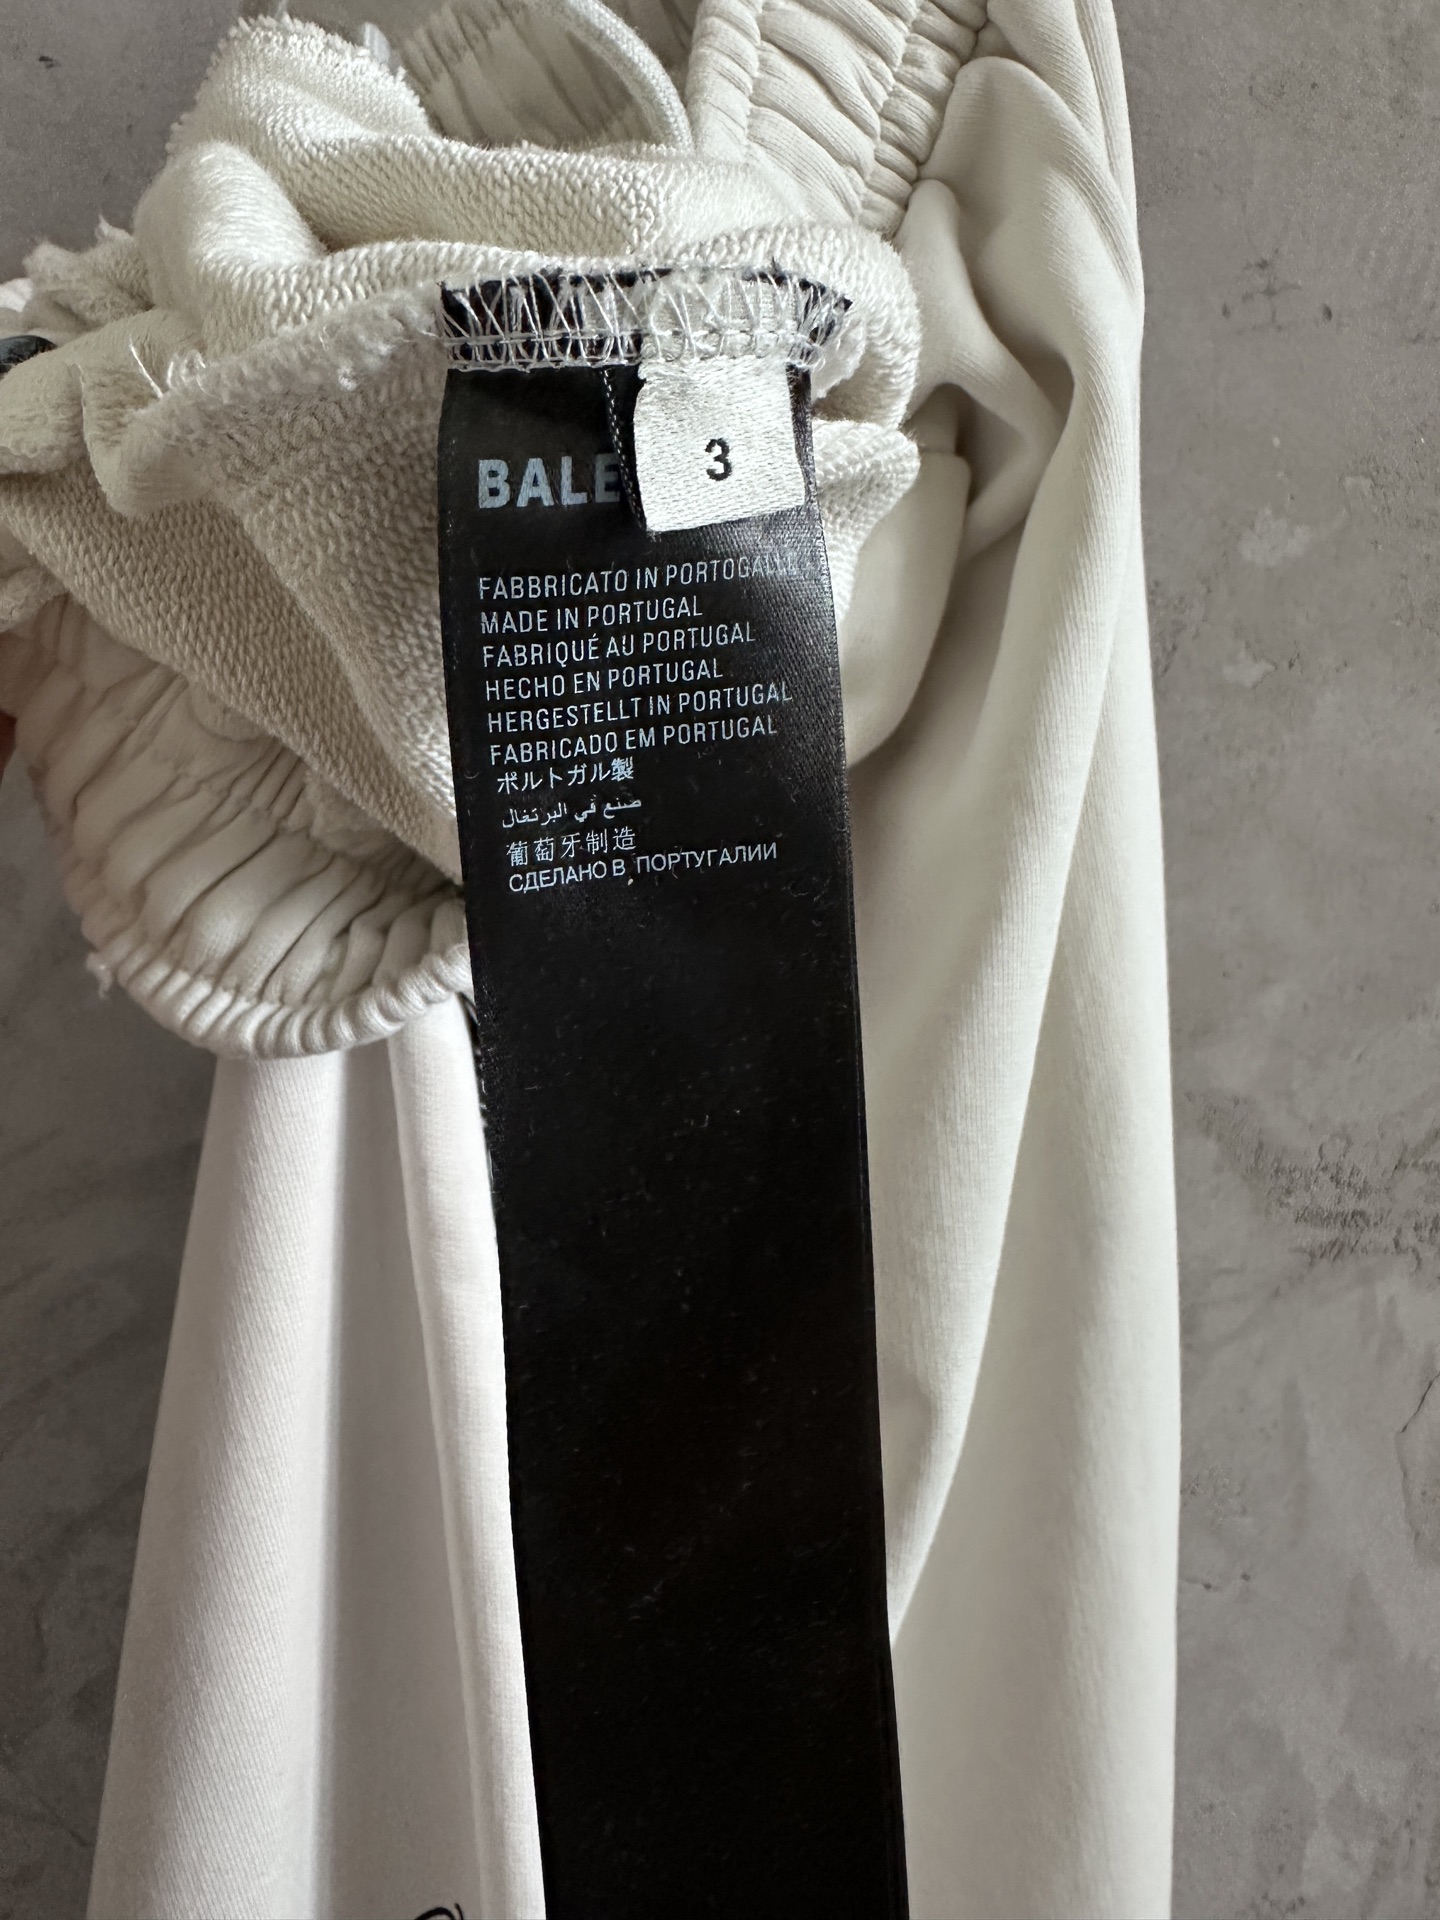 3
BALE
FABBRICATO IN PORTOGALLO
MADE IN PORTUGAL
FABRIQUÉ AU PORTUGAL
HECHO EN PORTUGAL
HERGESTELLT IN PORTUGAL
FABRICADO EM PORTUGAL
ポルトガル製
صنع في البرتغال
葡萄牙制造
СДЕЛАНО В ПОРТУГАЛИИ